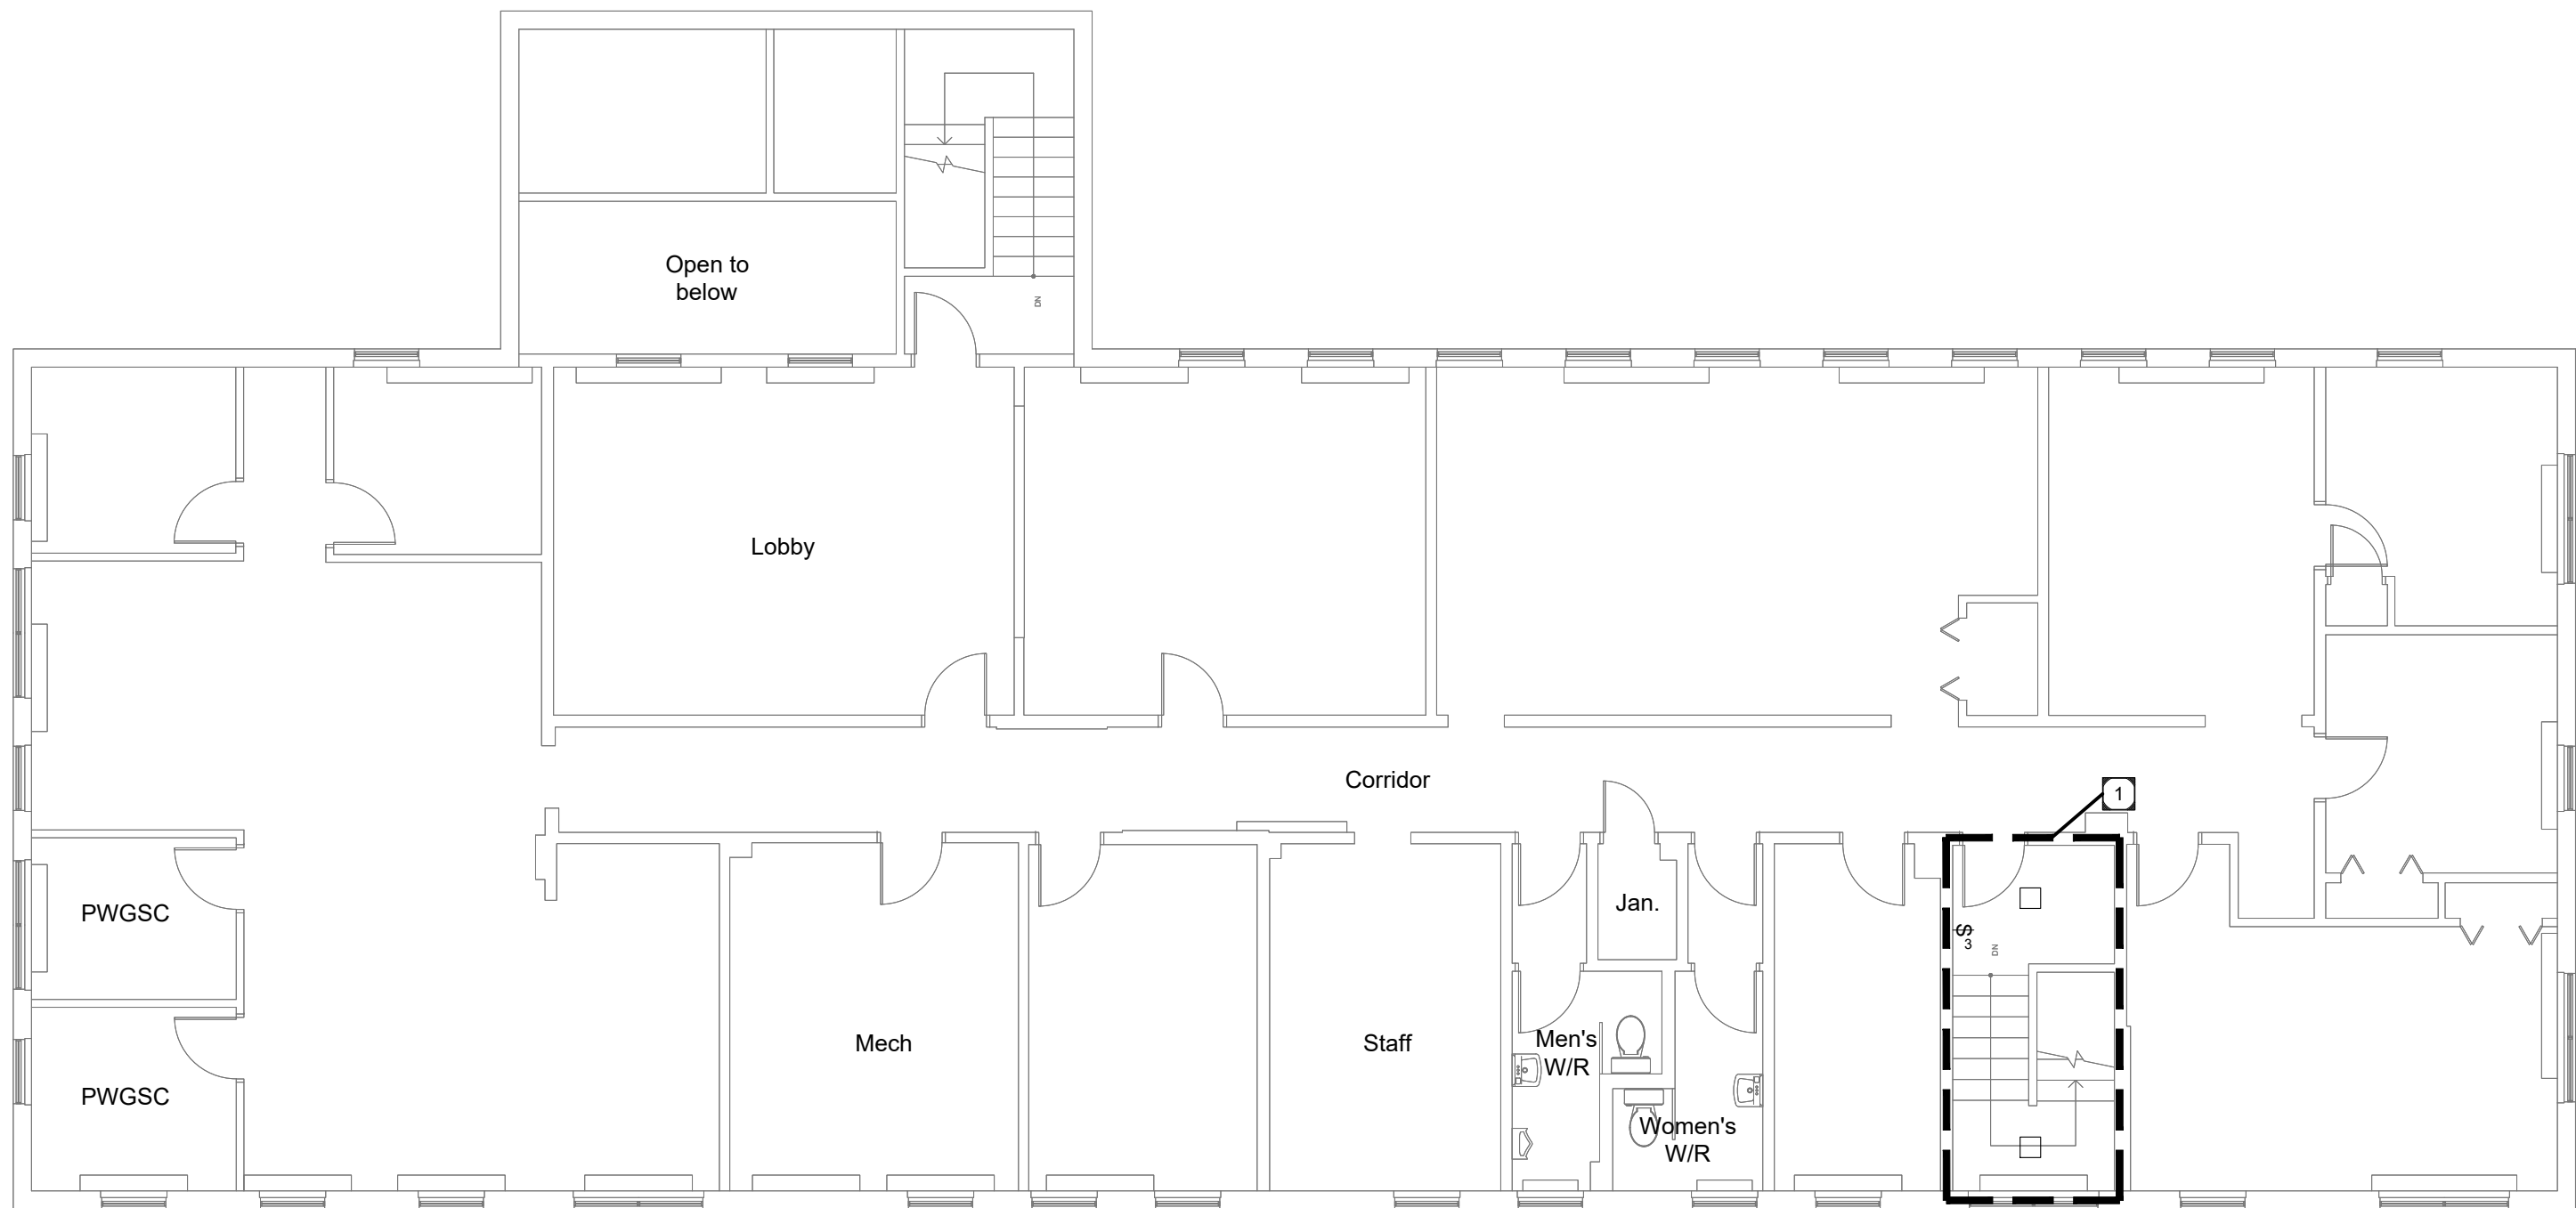 Open to
below
DN
Lobby
Corridor
1
PWGSC
Jan.
S
3
DN
Mech
Staff
Men's
W/R
PWGSC
Women's
W/R